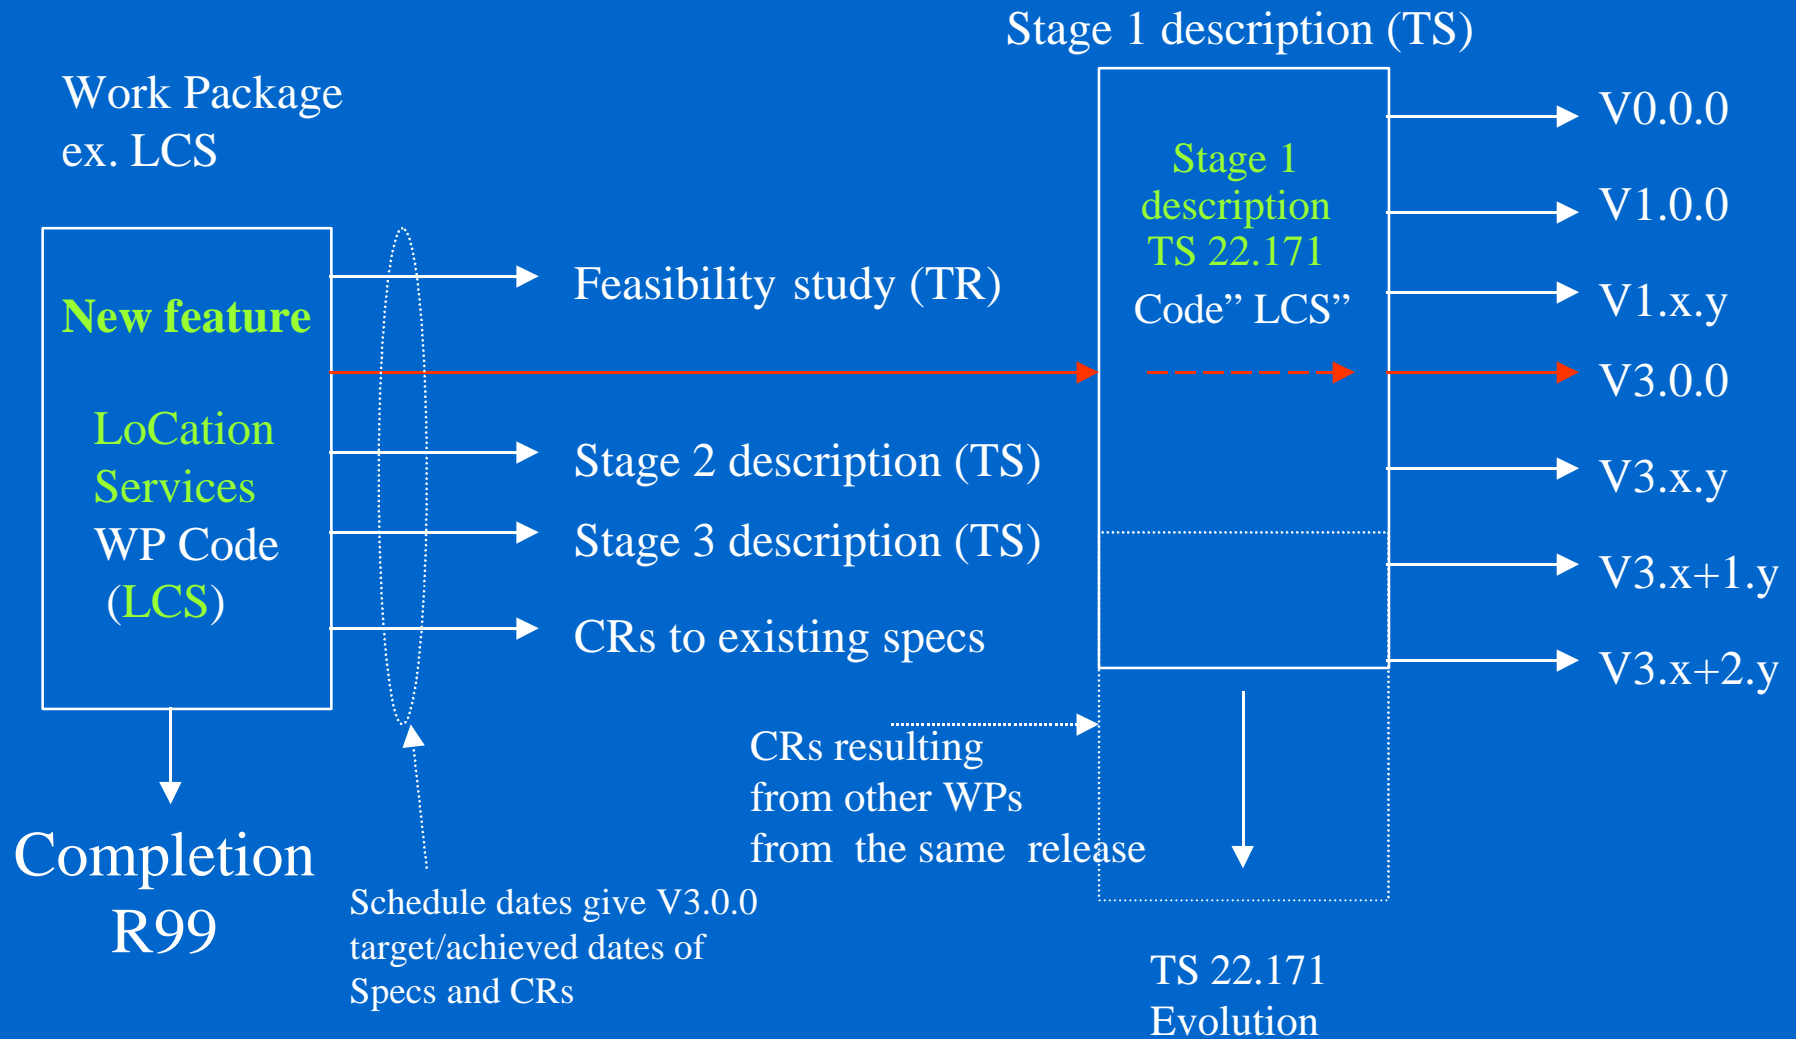 Stage 1 description (TS)
Work Package
ex. LCS
New feature
LoCation
Services
WP Code
(LCS)
Completion
R99
Feasibility study (TR)
Stage 2 description (TS)
Stage 3 description (TS)
CRs to existing specs
Schedule dates give V3.0.0
target/achieved dates of
Specs and CRs
CRs resulting
from other WPs
from the same release
Stage 1
description
TS 22.171
Code” LCS”
V0.0.0
V1.0.0
V1.x.y
V3.0.0
V3.x.y
V3.x+1.y
V3.x+2.y
TS 22.171
Evolution